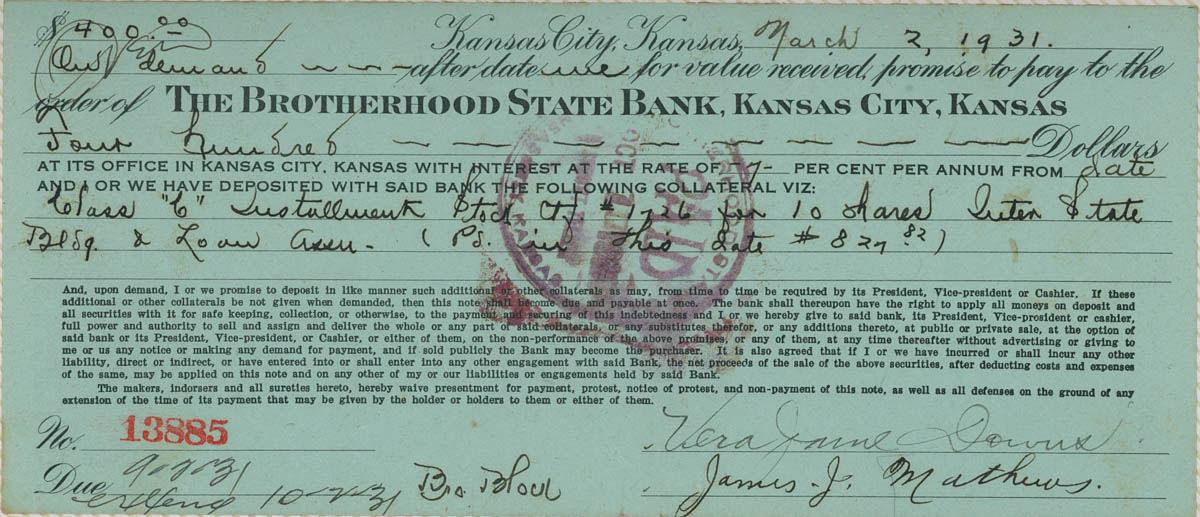 $400.00 Kansas City, Kansas, March 2, 1931.
On demand — — — after date we for value received, promise to pay to the
order of THE BROTHERHOOD STATE BANK, KANSAS CITY, KANSAS
Four Hundred — — — — — — — — — Dollars
AT ITS OFFICE IN KANSAS CITY, KANSAS WITH INTEREST AT THE RATE OF -7- PER CENT PER ANNUM FROM date
AND I OR WE HAVE DEPOSITED WITH SAID BANK THE FOLLOWING COLLATERAL VIZ:
Class "C" Installment Stock Ctf #1726 for 10 shares Inter State
Bldg. & Loan Assn. - (Pd. in this date $827.82)
And, upon demand, I or we promise to deposit in like manner such additional or other collaterals as may, from time to time be required by its President, Vice-president or Cashier. If these
additional or other collaterals be not given when demanded, then this note shall become due and payable at once. The bank shall thereupon have the right to apply all moneys on deposit and
all securities with it for safe keeping, collection, or otherwise, to the payment and securing of this indebtedness and I or we hereby give to said bank, its President, Vice-president or cashier,
full power and authority to sell and assign and deliver the whole or any part of said collaterals, or any substitutes therefor, or any additions thereto, at public or private sale, at the option of
said bank or its President, Vice-president, or Cashier, or either of them, on the non-performance of the above promises, or any of them, at any time thereafter without advertising or giving to
me or us any notice or making any demand for payment, and if sold publicly the Bank may become the purchaser. It is also agreed that if I or we have incurred or shall incur any other
liability, direct or indirect, or have entered into or shall enter into any other engagement with said Bank, the net proceeds of the sale of the above securities, after deducting costs and expenses
of the same, may be applied on this note and on any other of my or our liabilities or engagements held by said Bank.
The makers, indorsers and all sureties hereto, hereby waive presentment for payment, protest, notice of protest, and non-payment of this note, as well as all defenses on the ground of any
extension of the time of its payment that may be given by the holder or holders to them or either of them.
PAID
No. 13885
Vera Jane Downs
Due 9-2-31
10-2-31 Bro. Block
James. J. Mathews.